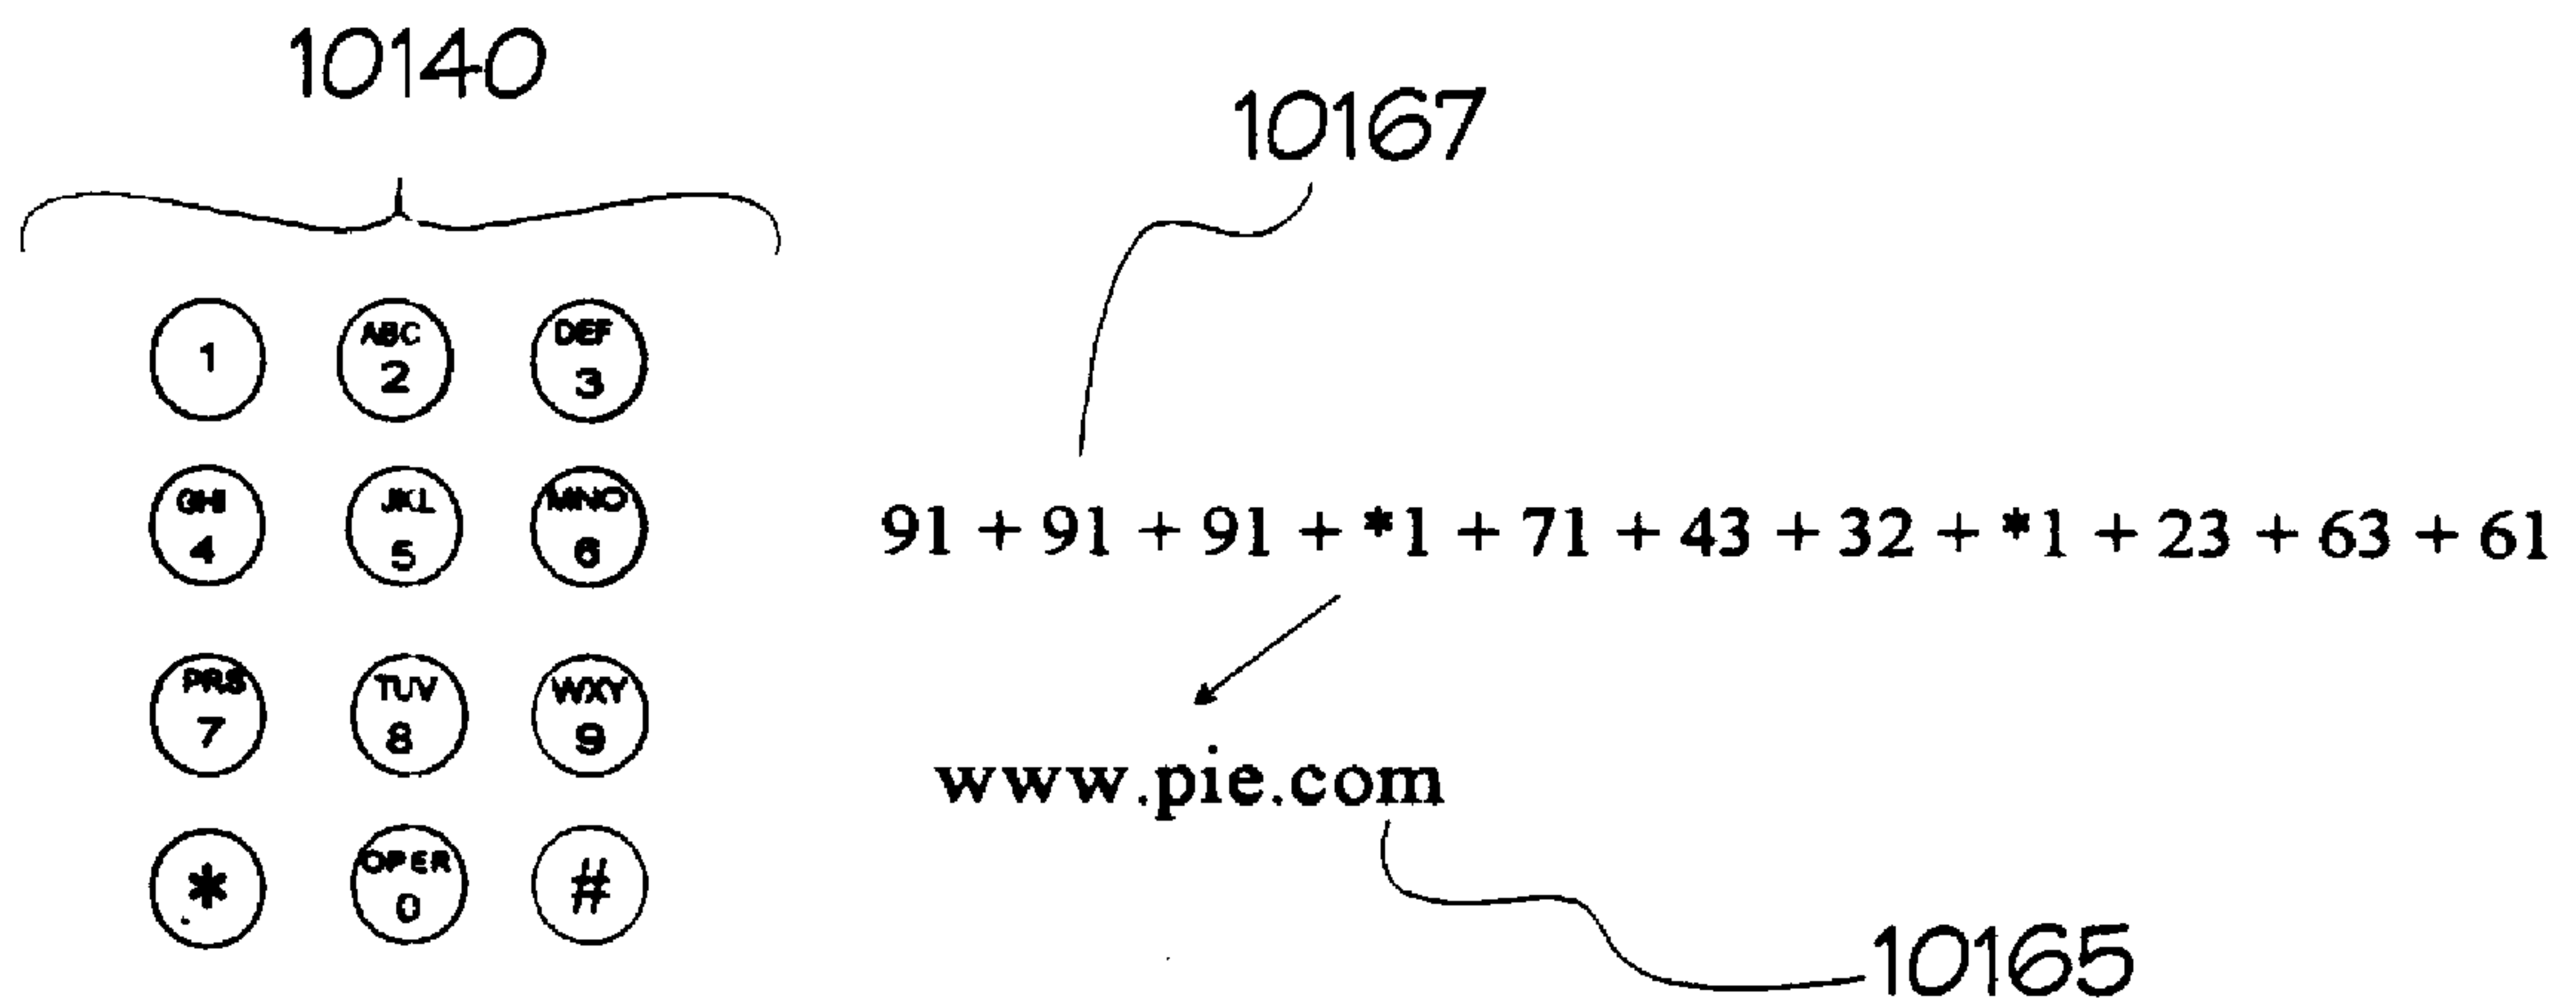 10140
10167
1
ABC
2
DEF
3
GHI
4
JKL
5
MNO
6
91 + 91 + 91 + *1 + 71 + 43 + 32 + *1 + 23 + 63 + 61
PRS
7
TUV
8
WXY
9
www.pie.com
*
OPER
0
#
10165